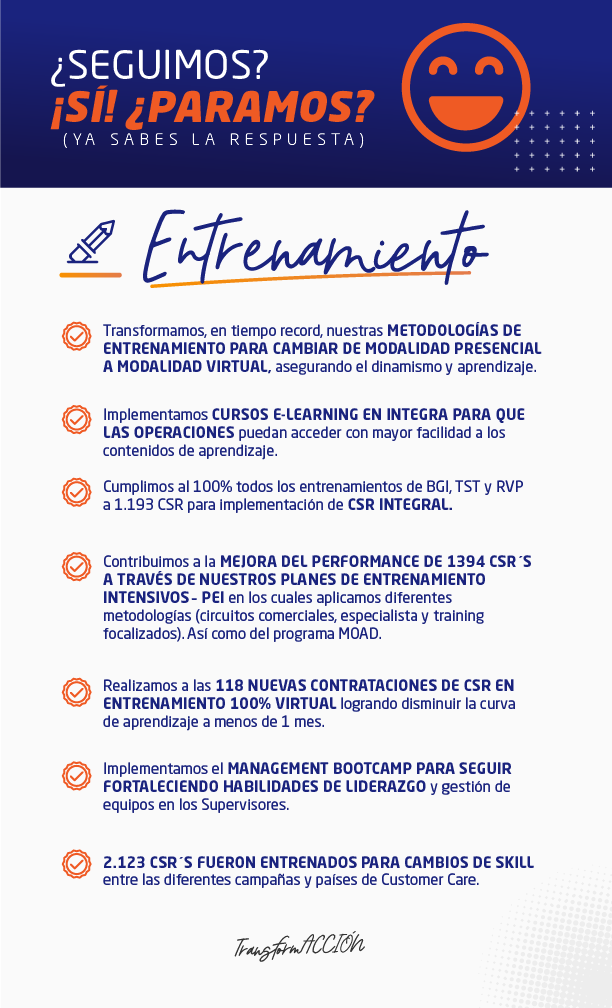 ¿SEGUIMOS?
¡SÍ! ¿PARAMOS?
(YA SABES LA RESPUESTA)
Entrenamiento
Transformamos, en tiempo record, nuestras METODOLOGÍAS DE
ENTRENAMIENTO PARA CAMBIAR DE MODALIDAD PRESENCIAL
A MODALIDAD VIRTUAL, asegurando el dinamismo y aprendizaje.
Implementamos CURSOS E-LEARNING EN INTEGRA PARA QUE
LAS OPERACIONES puedan acceder con mayor facilidad a los
contenidos de aprendizaje.
Cumplimos al 100% todos los entrenamientos de BGI, TST y RVP
a 1.193 CSR para implementación de CSR INTEGRAL.
Contribuimos a la MEJORA DEL PERFORMANCE DE 1394 CSR´S
A TRAVÉS DE NUESTROS PLANES DE ENTRENAMIENTO
INTENSIVOS– PEI en los cuales aplicamos diferentes
metodologías (circuitos comerciales, especialista y training
focalizados). Así como del programa MOAD.
Realizamos a las 118 NUEVAS CONTRATACIONES DE CSR EN
ENTRENAMIENTO 100% VIRTUAL logrando disminuir la curva
de aprendizaje a menos de 1 mes.
Implementamos el MANAGEMENT BOOTCAMP PARA SEGUIR
FORTALECIENDO HABILIDADES DE LIDERAZGO y gestión de
equipos en los Supervisores.
2.123 CSR´S FUERON ENTRENADOS PARA CAMBIOS DE SKILL
entre las diferentes campañas y países de Customer Care.
TransformACCIÓN